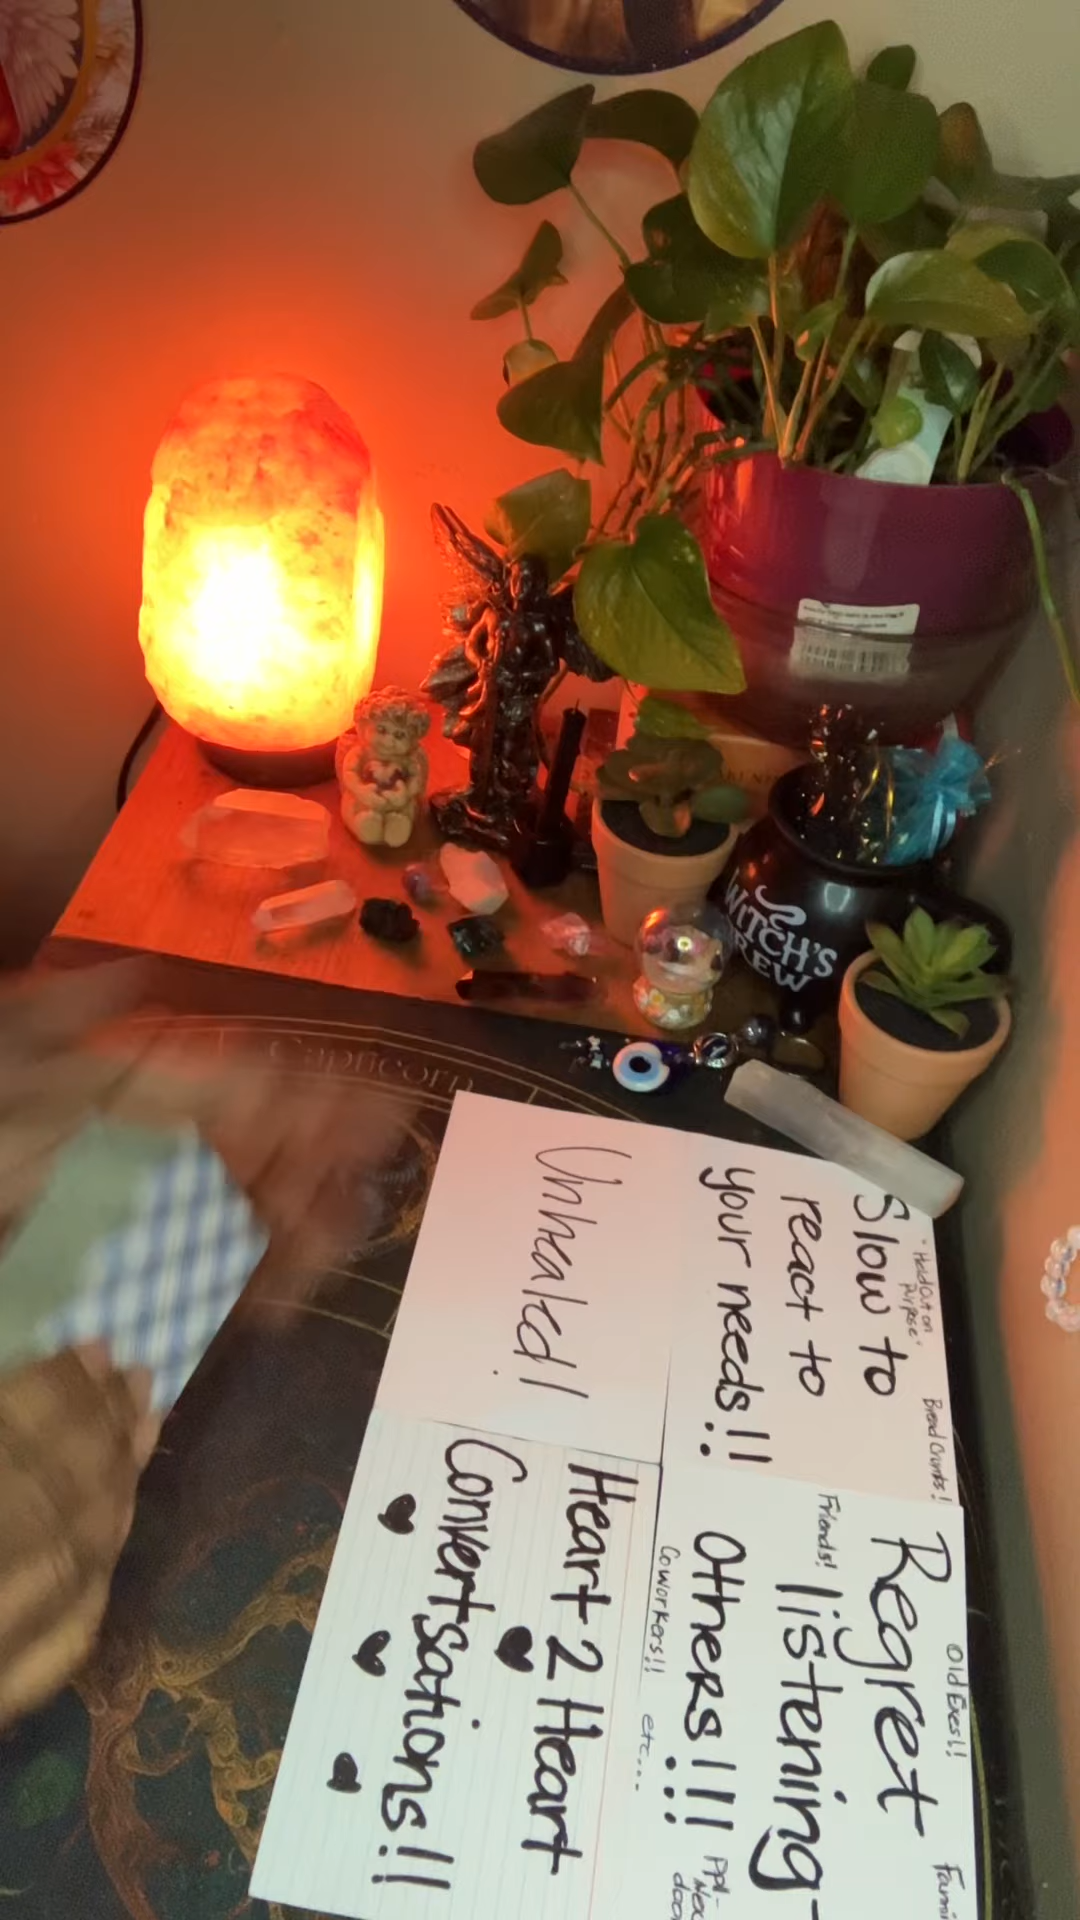 Capricorn
WITCH'S
BREW
Unhealed!
"Hold out on
purpose"
Bread Crumbs!
Slow to
react to
your needs!!
Heart 2 Heart
Convertsations!!
Old Exes!!
Regret
Friends!
listening
Others!!!
Coworkers!!
etc...